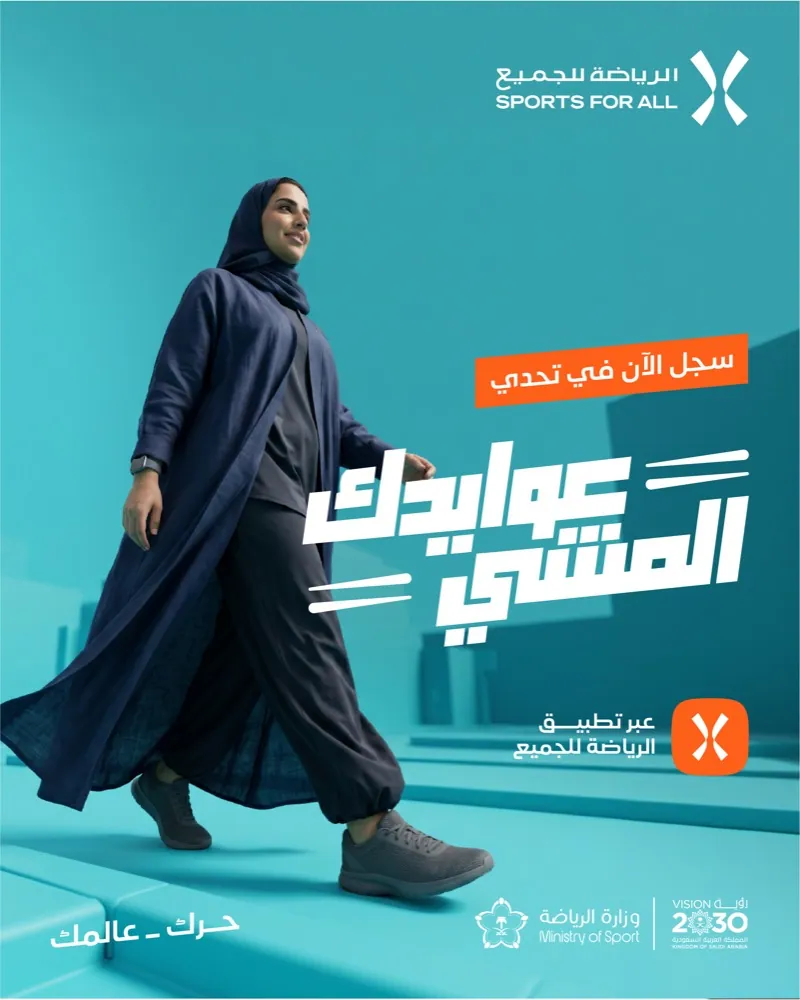 الرياضة للجميع
SPORTS FOR ALL
سجل الآن في تحدي
عوايدك
المشي
عبر تطبيق
الرياضة للجميع
حرك - عالمك
وزارة الرياضة
Ministry of Sport
VISION رؤية
2030
المملكة العربية السعودية
KINGDOM OF SAUDI ARABIA